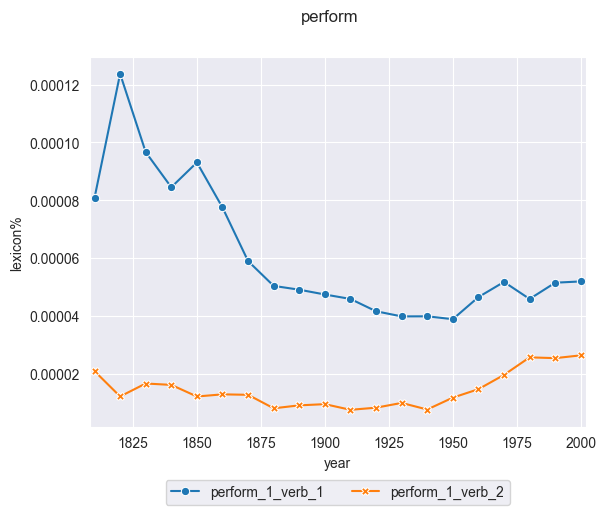 perform
0.00012
0.00010
0.00008
0.00006
0.00004
0.00002
lexicon%
1825 1850 1875 1900 1925 1950 1975 2000
year
perform_1_verb_1 perform_1_verb_2